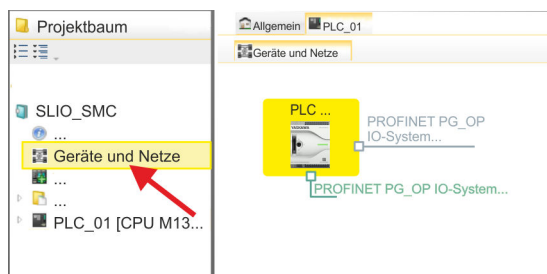 Projektbaum
SLIO_SMC
...
Geräte und Netze
...
...
PLC_01 [CPU M13...
Allgemein
PLC_01
Geräte und Netze
PLC ...
PROFINET PG_OP
IO-System...
PROFINET PG_OP IO-System...